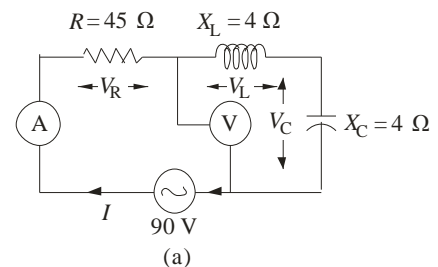 R = 45 Ω
X_L = 4 Ω
V_R
V_L
A
V
V_C
X_C = 4 Ω
I
90 V
(a)